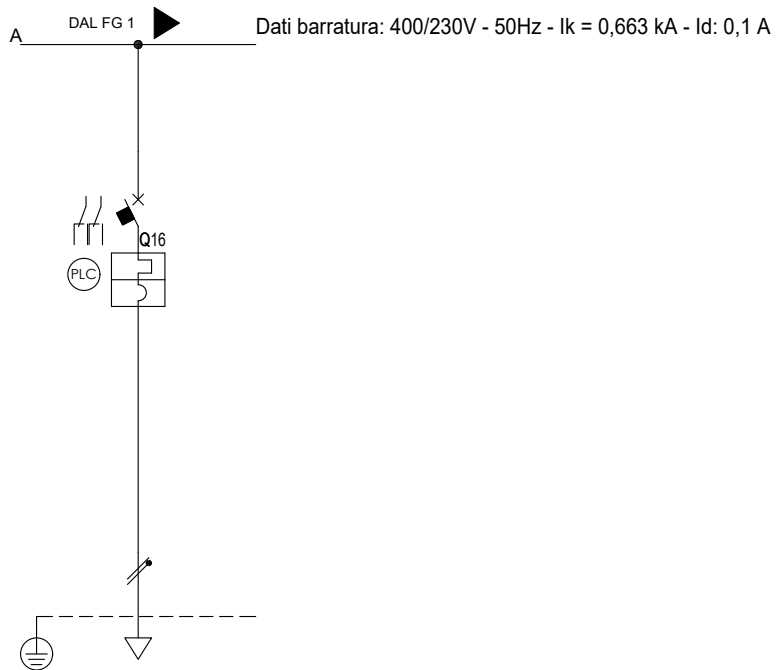 DAL FG 1
Dati barratura: 400/230V - 50Hz - Ik = 0,663 kA - Id: 0,1 A
A
Q16
PLC